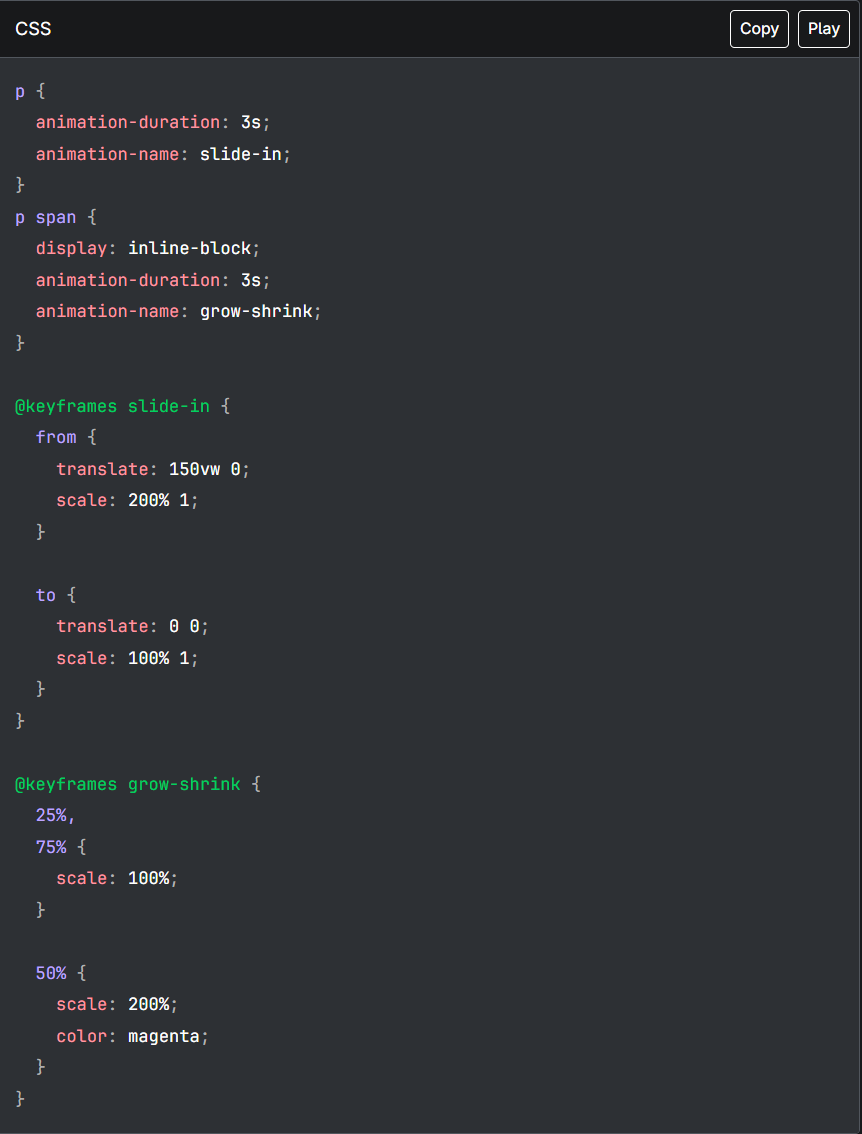 CSS
Copy
Play
p {
  animation-duration: 3s;
  animation-name: slide-in;
}
p span {
  display: inline-block;
  animation-duration: 3s;
  animation-name: grow-shrink;
}

@keyframes slide-in {
  from {
    translate: 150vw 0;
    scale: 200% 1;
  }

  to {
    translate: 0 0;
    scale: 100% 1;
  }
}

@keyframes grow-shrink {
  25%,
  75% {
    scale: 100%;
  }

  50% {
    scale: 200%;
    color: magenta;
  }
}